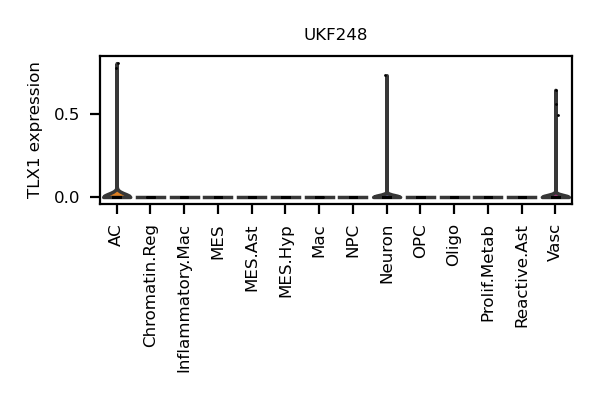 UKF248
TLX1 expression
0.5
0.0
AC
Chromatin.Reg
Inflammatory.Mac
MES
MES.Ast
MES.Hyp
Mac
NPC
Neuron
OPC
Oligo
Prolif.Metab
Reactive.Ast
Vasc